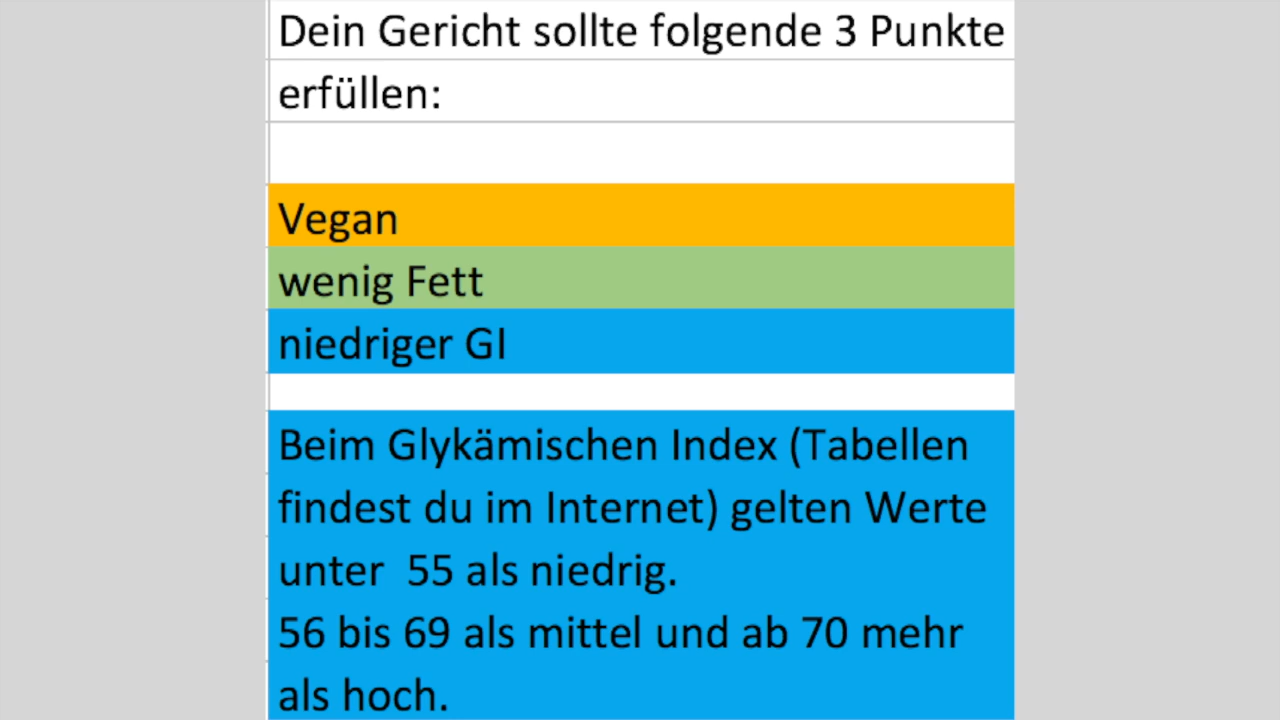 Dein Gericht sollte folgende 3 Punkte
erfüllen:
Vegan
wenig Fett
niedriger GI
Beim Glykämischen Index (Tabellen
findest du im Internet) gelten Werte
unter  55 als niedrig.
56 bis 69 als mittel und ab 70 mehr
als hoch.